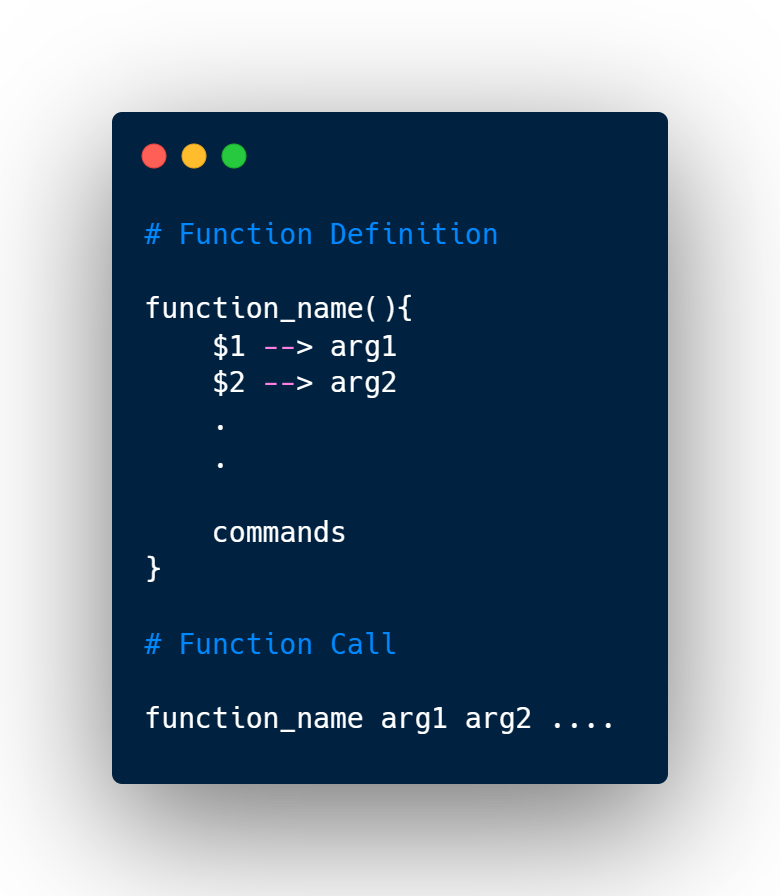 # Function Definition
function_name(){
    $1 --> arg1
    $2 --> arg2
    .
    .
    commands
}
# Function Call
function_name arg1 arg2 ....